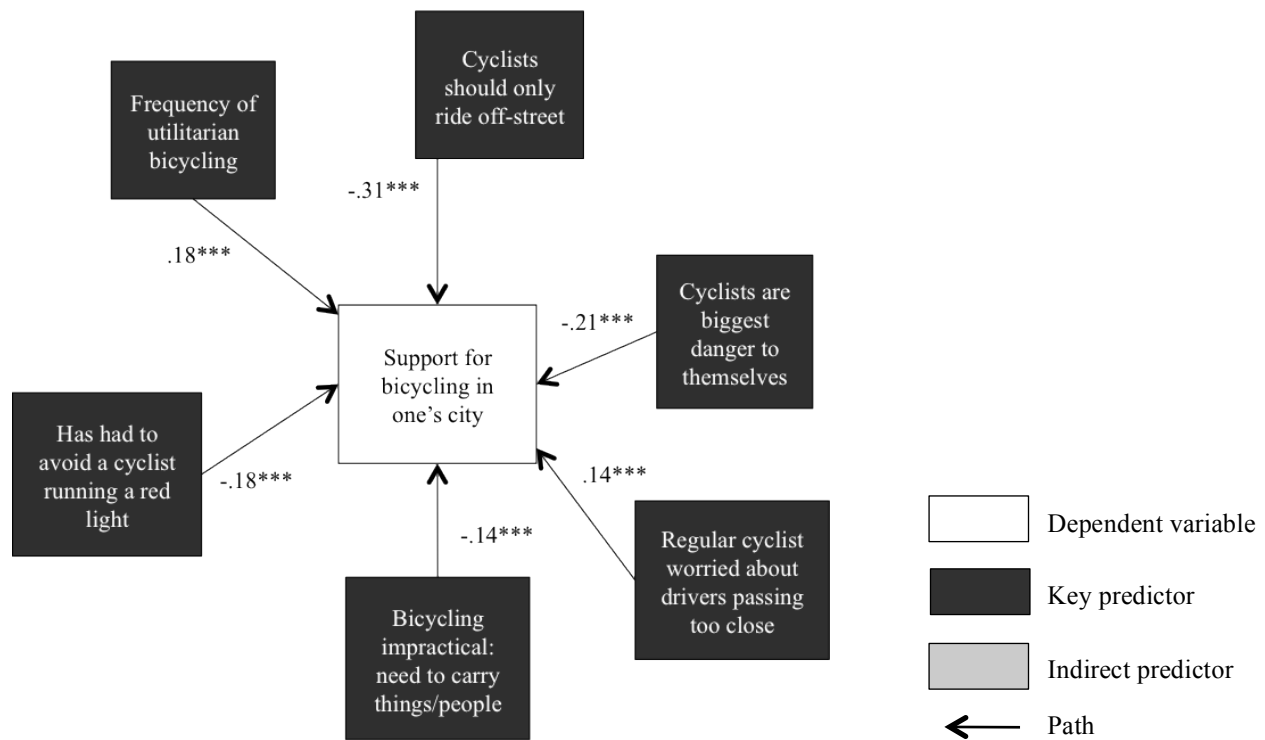 Cyclists
should only
ride off-street
Frequency of
utilitarian
bicycling
-.31***
.18***
Cyclists are
biggest
danger to
themselves
-.21***
Support for
bicycling in
one's city
Has had to
avoid a cyclist
running a red
light
-.18***
.14***
-.14***
Regular cyclist
worried about
drivers passing
too close
Bicycling
impractical:
need to carry
things/people
Dependent variable
Key predictor
Indirect predictor
Path